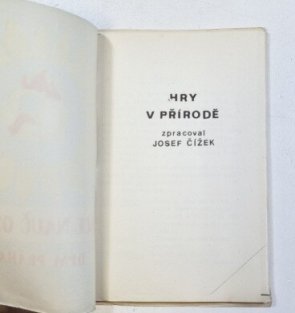 HRY
V PŘÍRODĚ
zpracoval
JOSEF ČÍŽEK